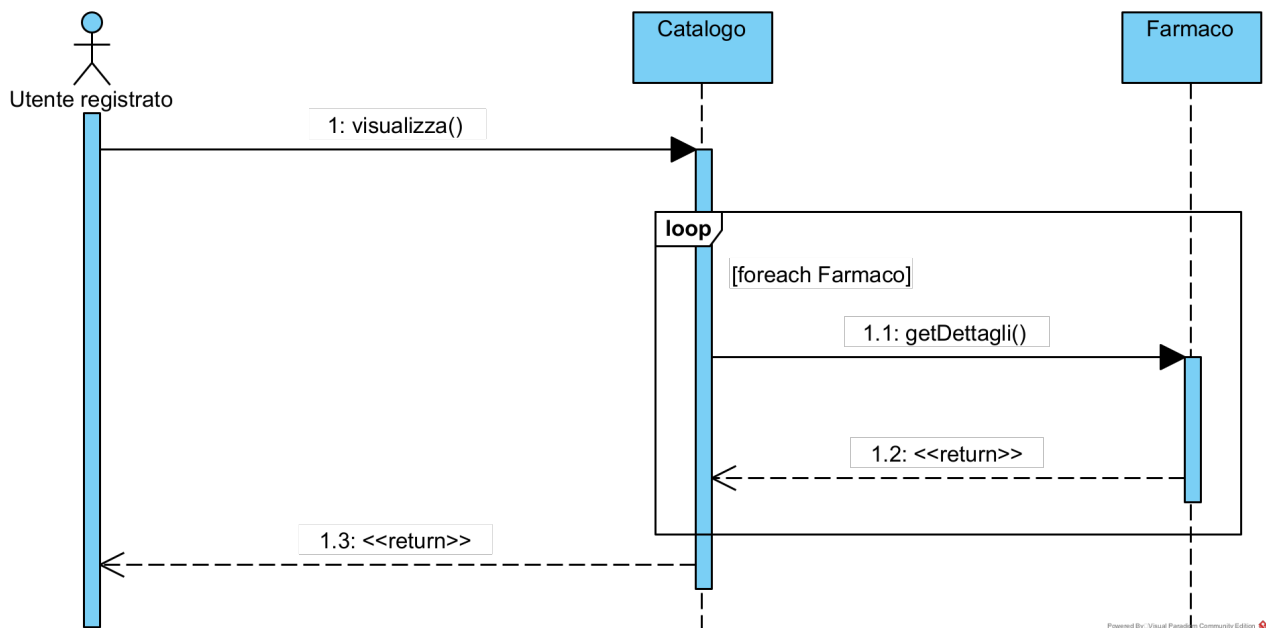 Catalogo
Farmaco
Utente registrato
1: visualizza()
loop
[foreach Farmaco]
1.1: getDettagli()
1.2: <<return>>
1.3: <<return>>
Powered By: Visual Paradigm Community Edition